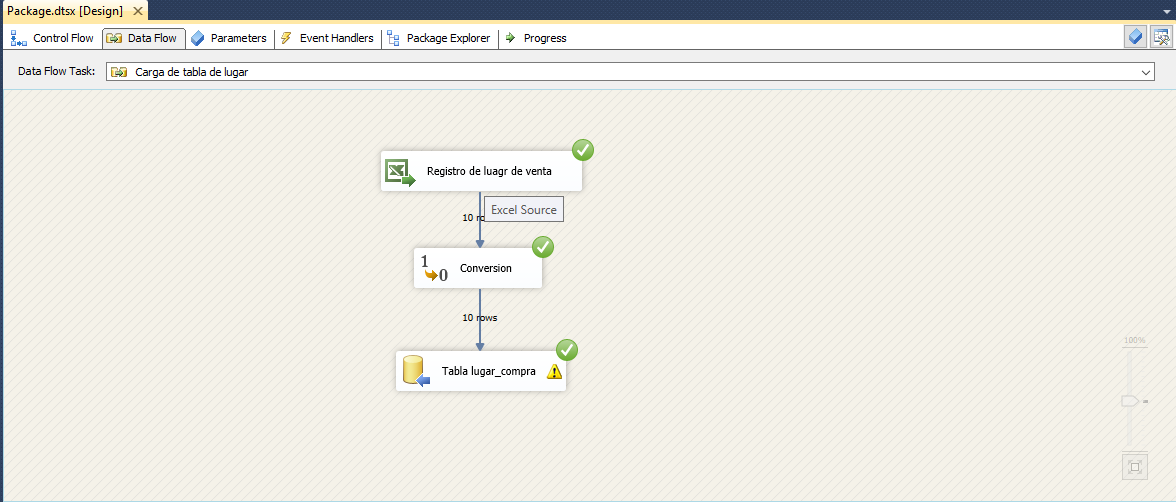 Package.dtsx [Design]
Control Flow Data Flow Parameters Event Handlers Package Explorer Progress
Data Flow Task: Carga de tabla de lugar
Registro de luagr de venta
Excel Source
10
1
0
Conversion
10 rows
Tabla lugar_compra
100%